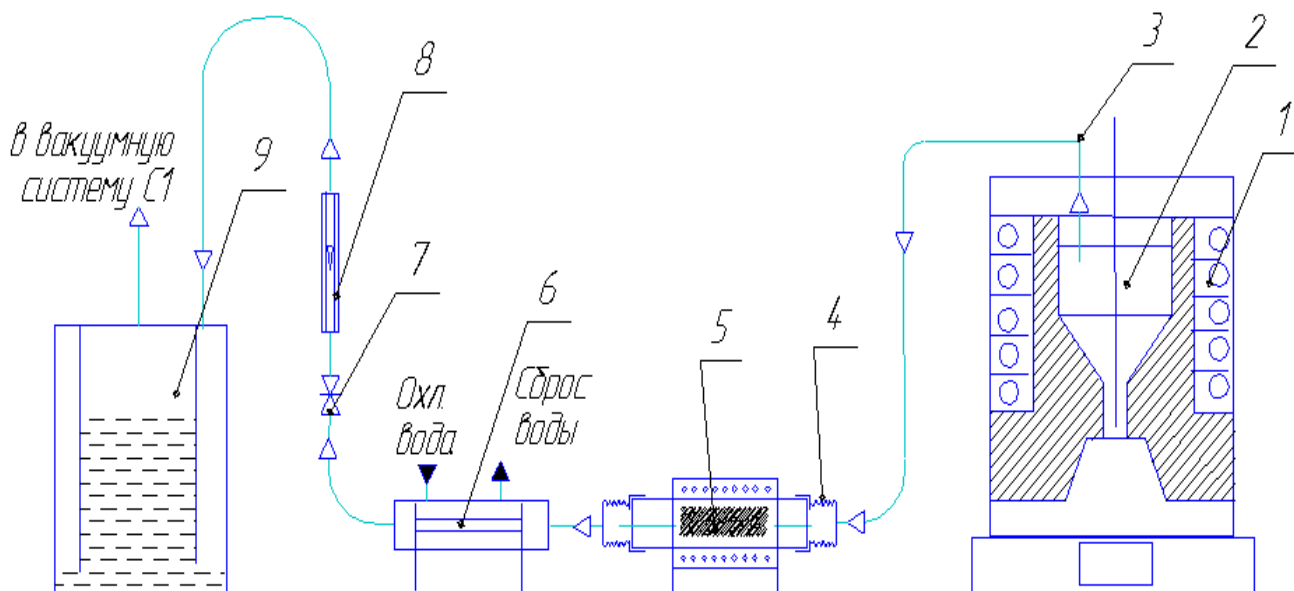 3
2
1
8
в вакуумную
систему С1
9
7
6
5
4
Охл.
вода
Сброс
воды